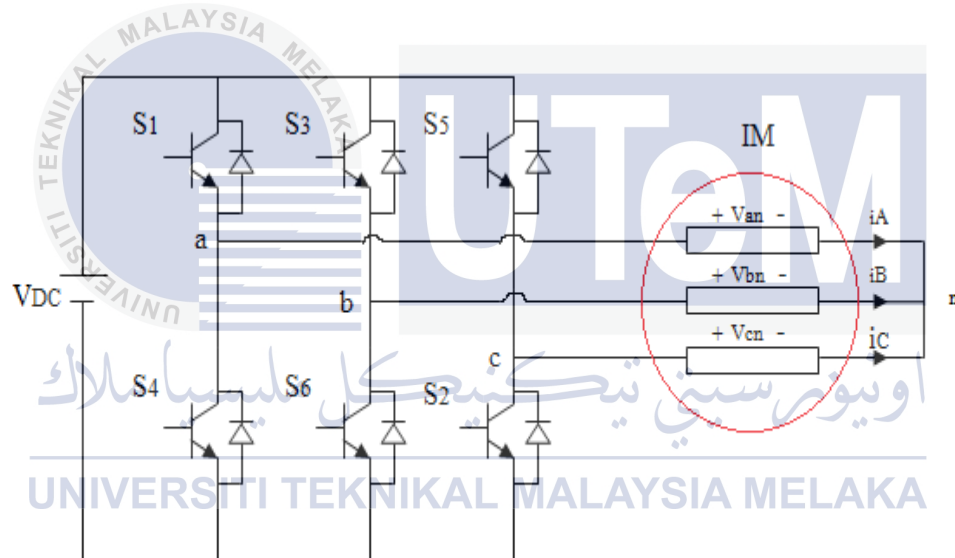 UNIVERSITI TEKNIKAL MALAYSIA MELAKA
UTeM
S1
S3
S5
IM
+ Van -
iA
a
+ Vbn -
iB
VDC
b
n
+ Vcn -
iC
c
اونيۏرسيتي تيكنيكل مليسيا ملاك
S4
S6
S2
UNIVERSITI TEKNIKAL MALAYSIA MELAKA